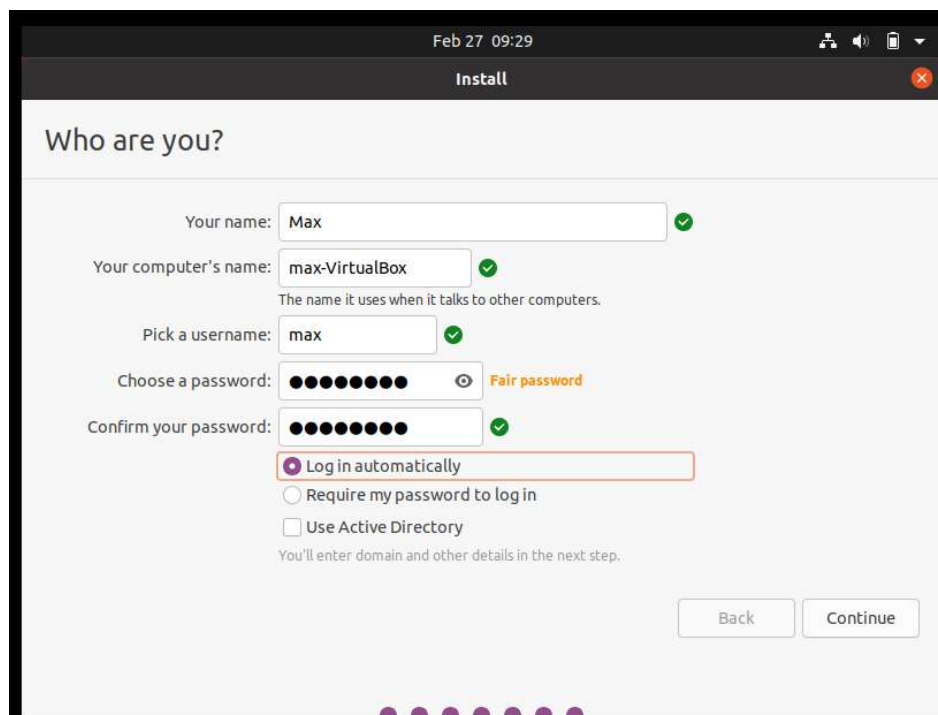 Feb 27 09:29
Install
Who are you?
Your name: Max
Your computer's name: max-VirtualBox
The name it uses when it talks to other computers.
Pick a username: max
Choose a password: ●●●●●●●● Fair password
Confirm your password: ●●●●●●●●
Log in automatically
Require my password to log in
Use Active Directory
You'll enter domain and other details in the next step.
Back Continue